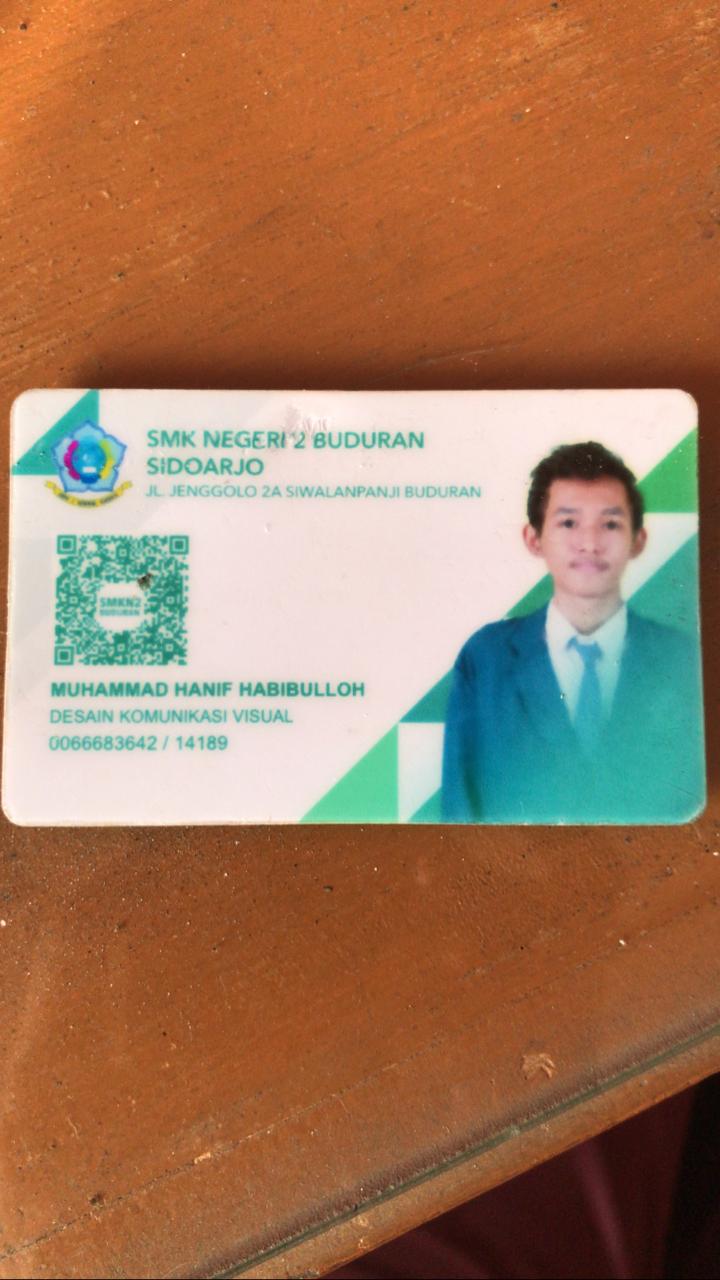 SMK NEGERI 2 BUDURAN
SIDOARJO
JL. JENGGOLO 2A SIWALANPANJI BUDURAN
SMKN2
BUDURAN
MUHAMMAD HANIF HABIBULLOH
DESAIN KOMUNIKASI VISUAL
0066683642 / 14189